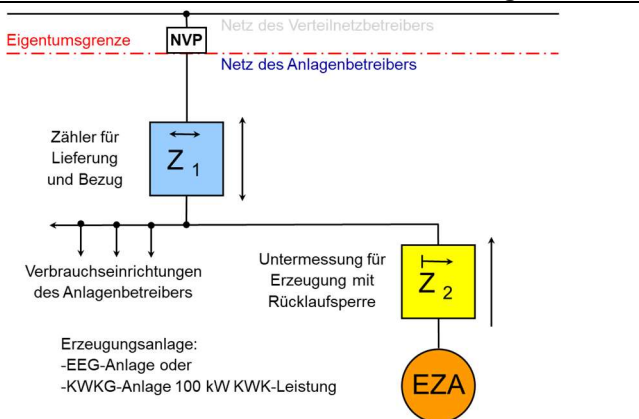 Netz des Verteilnetzbetreibers
Eigentumsgrenze
NVP
Netz des Anlagenbetreibers
Zähler für
Lieferung
und Bezug
Z 1
Verbrauchseinrichtungen
des Anlagenbetreibers
Untermessung für
Erzeugung mit
Rücklaufsperre
Z 2
Erzeugungsanlage:
-EEG-Anlage oder
-KWKG-Anlage 100 kW KWK-Leistung
EZA